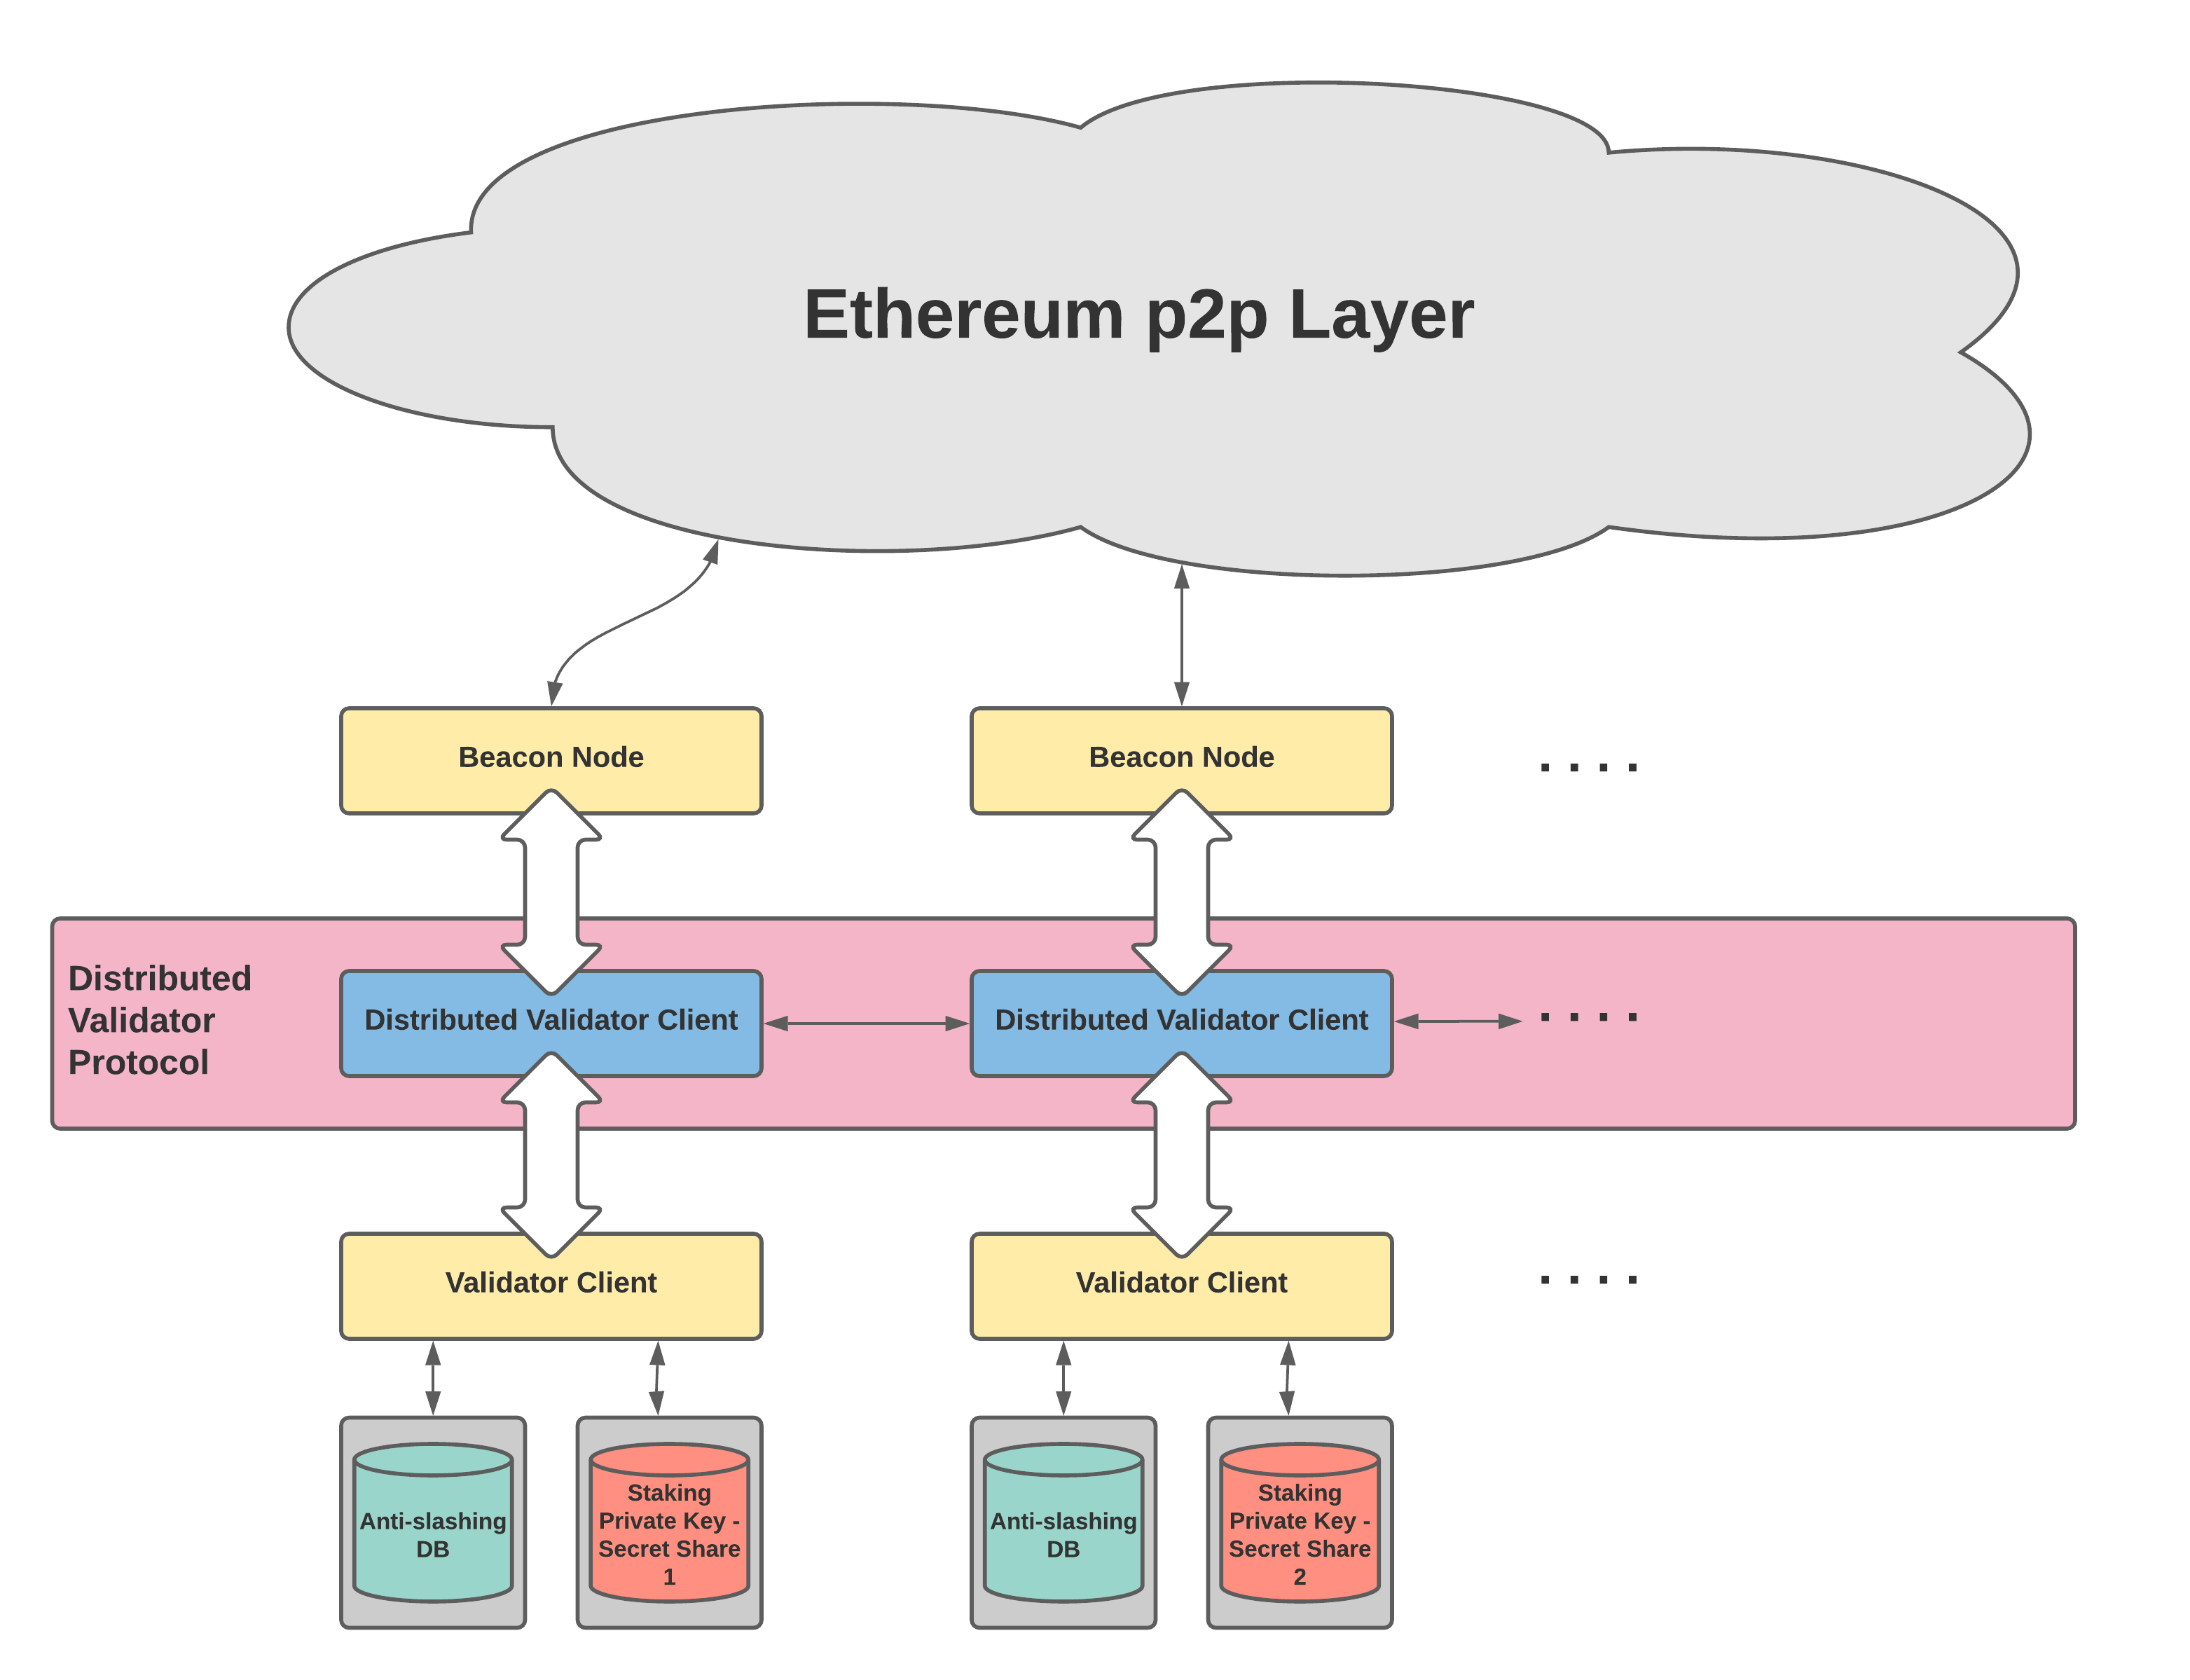 Ethereum p2p Layer
Beacon Node
Beacon Node
. . . .
Distributed
Validator
Protocol
Distributed Validator Client
Distributed Validator Client
. . . .
Validator Client
Validator Client
. . . .
Anti-slashing
DB
Staking
Private Key -
Secret Share
1
Anti-slashing
DB
Staking
Private Key -
Secret Share
2